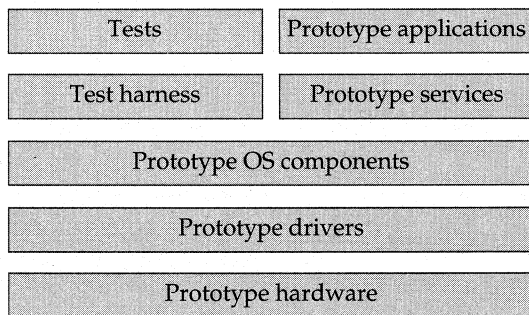 Tests
Prototype applications
Test harness
Prototype services
Prototype OS components
Prototype drivers
Prototype hardware